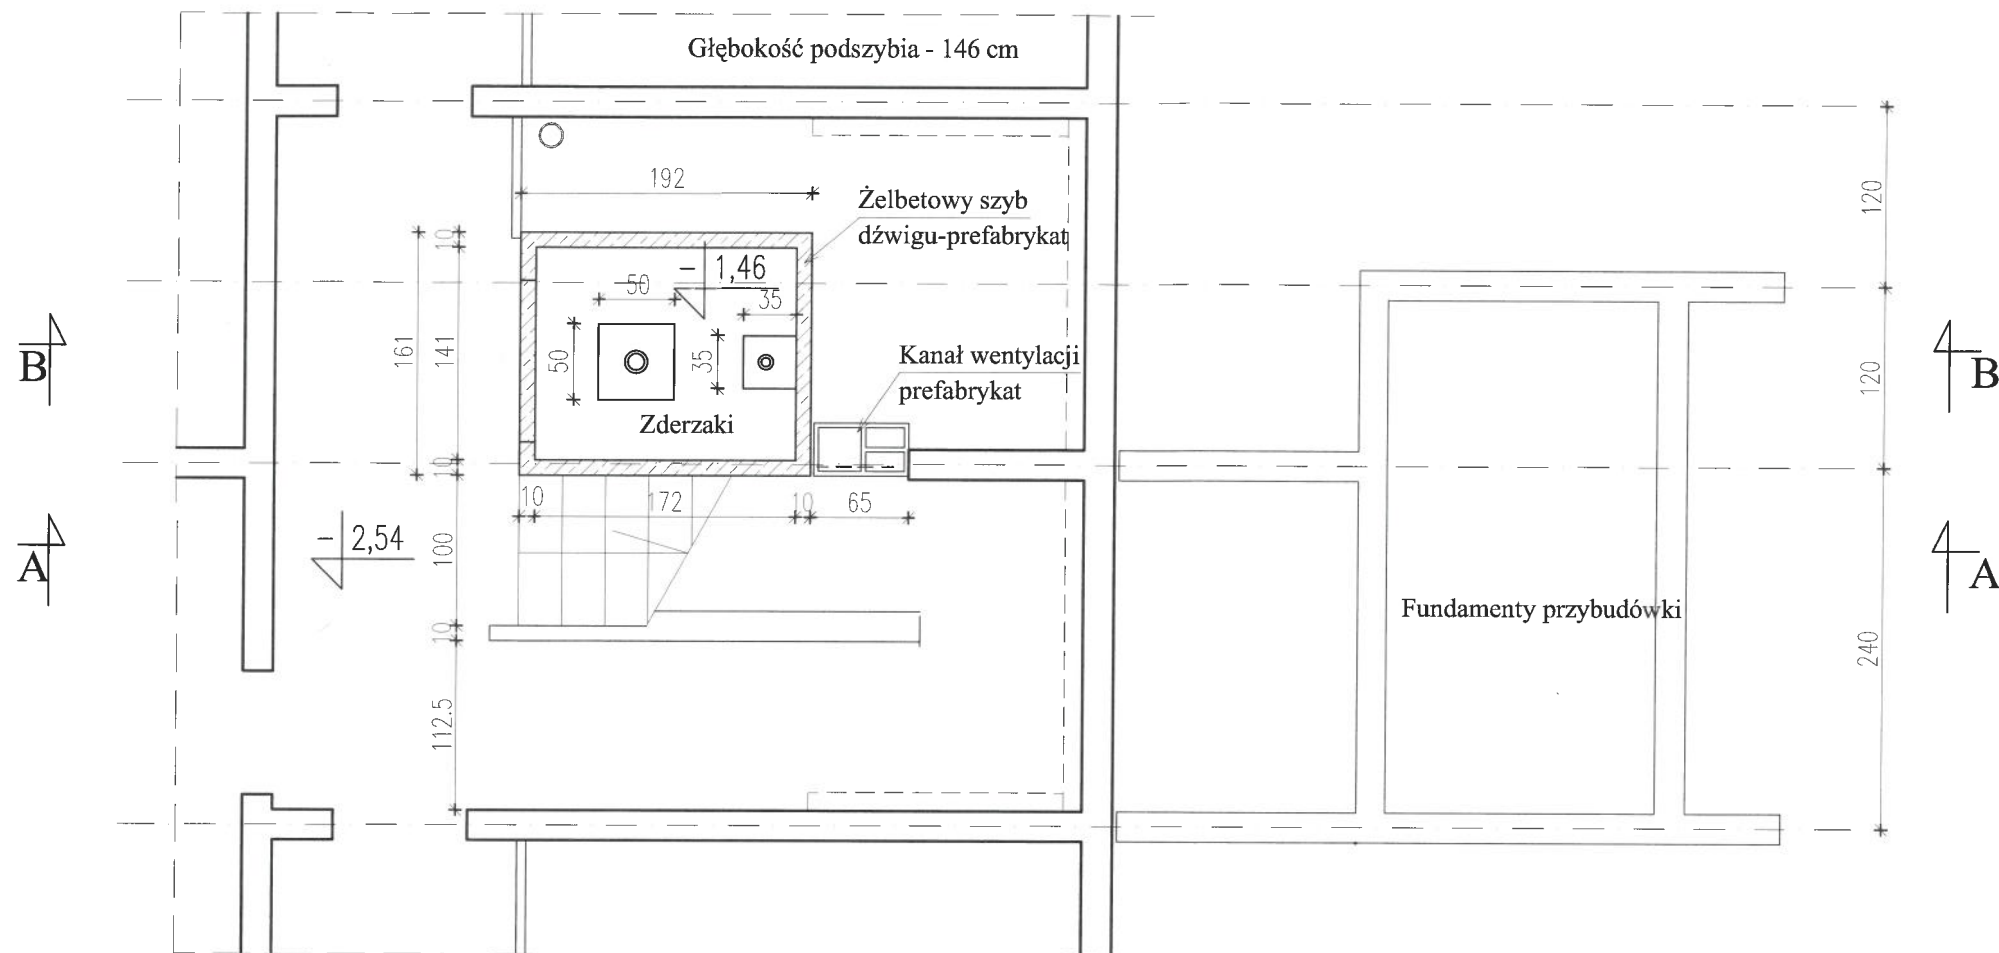 Głębokość podszybia - 146 cm
192
Żelbetowy szyb
dźwigu-prefabrykat
120
10
- 1,46
50
35
161
141
50
35
Kanał wentylacji
prefabrykat
B
B
120
Zderzaki
10
10
172
10
65
- 2,54
100
A
A
Fundamenty przybudówki
10
240
112.5